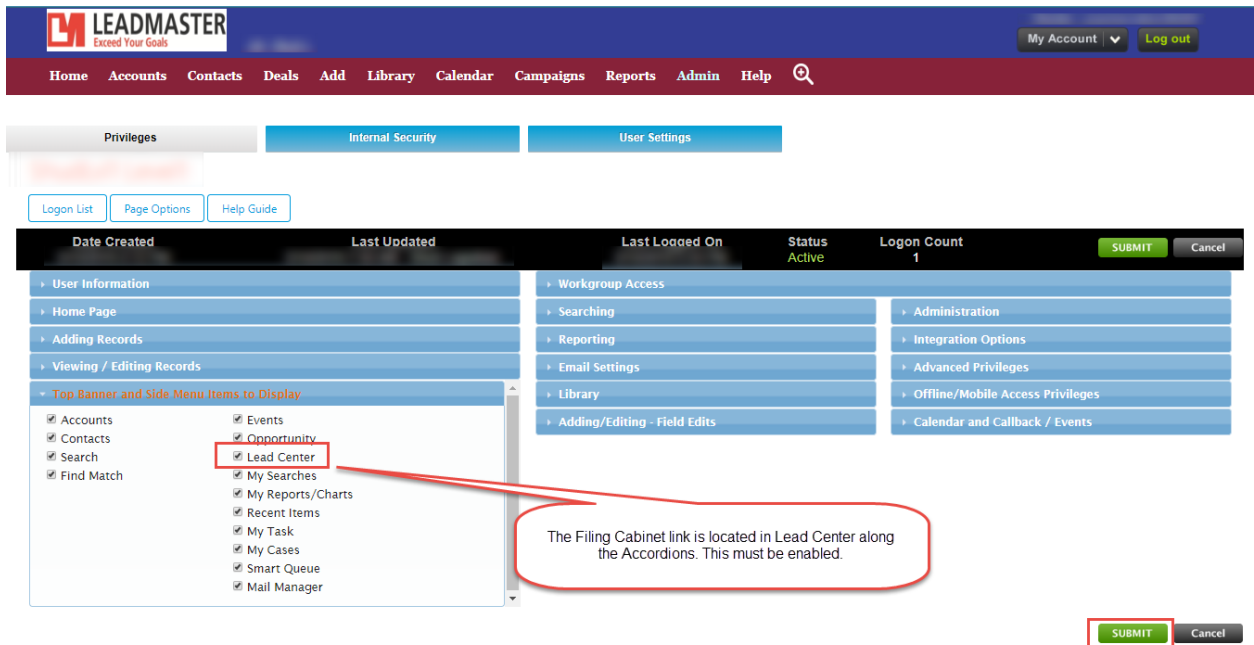 LEADMASTER
Exceed Your Goals
My Account
Log out
Home Accounts Contacts Deals Add Library Calendar Campaigns Reports Admin Help
Privileges Internal Security User Settings
Logon List Page Options Help Guide
Date Created Last Updated Last Logged On Status Logon Count SUBMIT Cancel
Active 1
User Information Workgroup Access
Home Page Searching Administration
Adding Records Reporting Integration Options
Viewing / Editing Records Email Settings Advanced Privileges
Top Banner and Side Menu Items to Display Library Offline/Mobile Access Privileges
Accounts Events Adding/Editing - Field Edits Calendar and Callback / Events
Contacts Opportunity
Search Lead Center
Find Match My Searches
My Reports/Charts
Recent Items
My Task
My Cases
Smart Queue
Mail Manager
The Filing Cabinet link is located in Lead Center along
the Accordions. This must be enabled.
SUBMIT Cancel